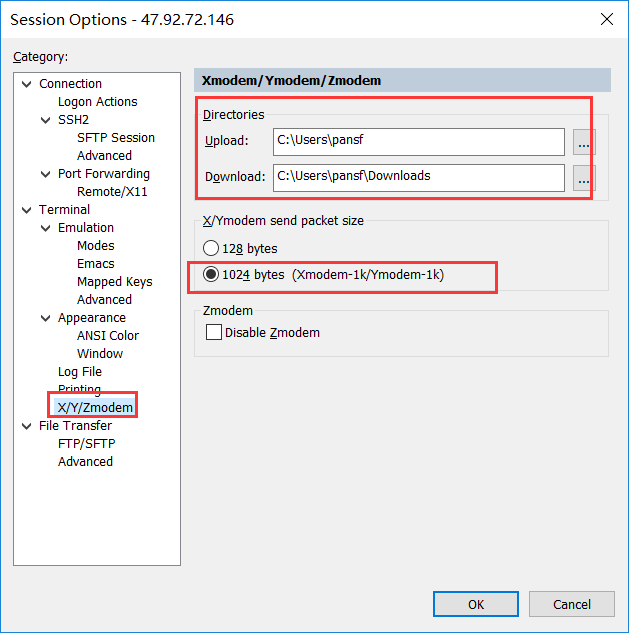 Session Options - 47.92.72.146
Category:
Connection
Logon Actions
SSH2
SFTP Session
Advanced
Port Forwarding
Remote/X11
Terminal
Emulation
Modes
Emacs
Mapped Keys
Advanced
Appearance
ANSI Color
Window
Log File
Printing
X/Y/Zmodem
File Transfer
FTP/SFTP
Advanced
Xmodem/Ymodem/Zmodem
Directories
Upload: C:\Users\pansf ...
Download: C:\Users\pansf\Downloads ...
X/Ymodem send packet size
128 bytes
1024 bytes (Xmodem-1k/Ymodem-1k)
Zmodem
Disable Zmodem
OK Cancel